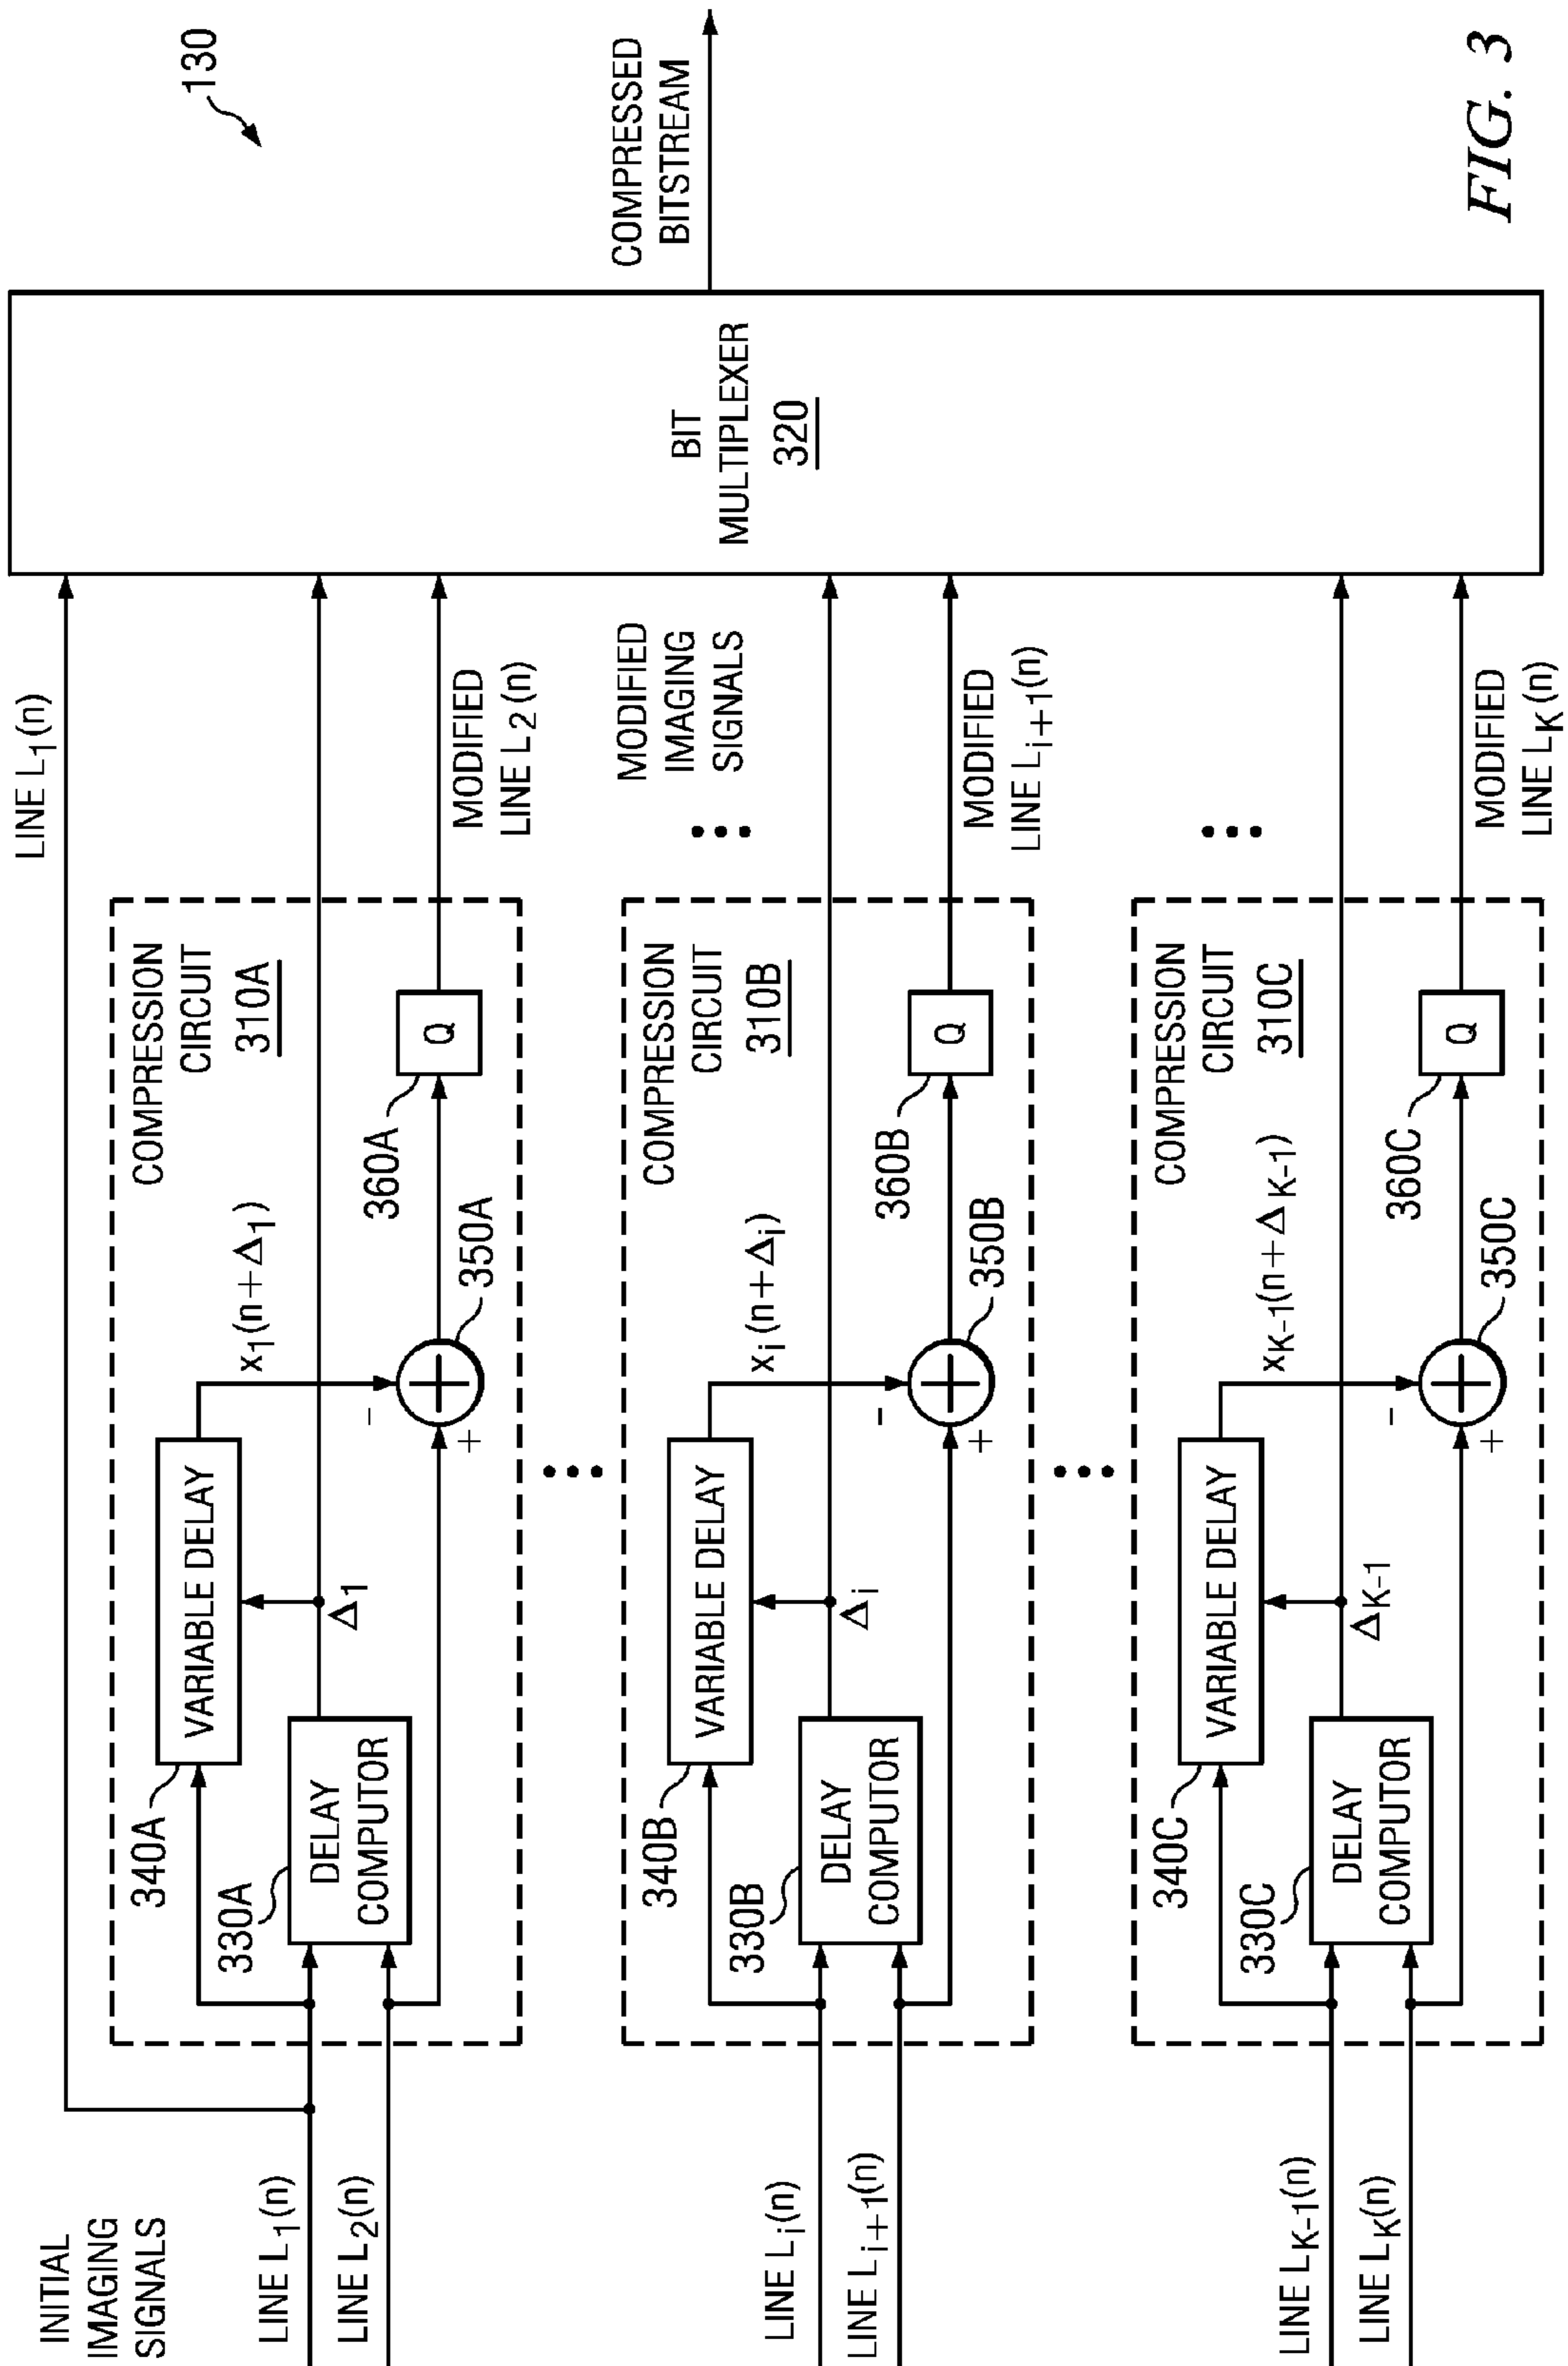 130
INITIAL
IMAGING
SIGNALS
LINE L1(n)
LINE L1(n)
LINE L2(n)
COMPRESSION
CIRCUIT
310A
340A
VARIABLE DELAY
x1(n+Δ1)
330A
DELAY
COMPUTOR
Δ1
-
+
350A
360A
Q
MODIFIED
LINE L2(n)
MODIFIED
IMAGING
SIGNALS
LINE Li(n)
LINE Li+1(n)
COMPRESSION
CIRCUIT
310B
340B
VARIABLE DELAY
xi(n+Δi)
330B
DELAY
COMPUTOR
Δi
-
+
350B
360B
Q
MODIFIED
LINE Li+1(n)
LINE LK-1(n)
LINE LK(n)
COMPRESSION
CIRCUIT
310C
340C
VARIABLE DELAY
xK-1(n+ΔK-1)
330C
DELAY
COMPUTOR
ΔK-1
-
+
350C
360C
Q
MODIFIED
LINE LK(n)
BIT
MULTIPLEXER
320
COMPRESSED
BITSTREAM
FIG. 3